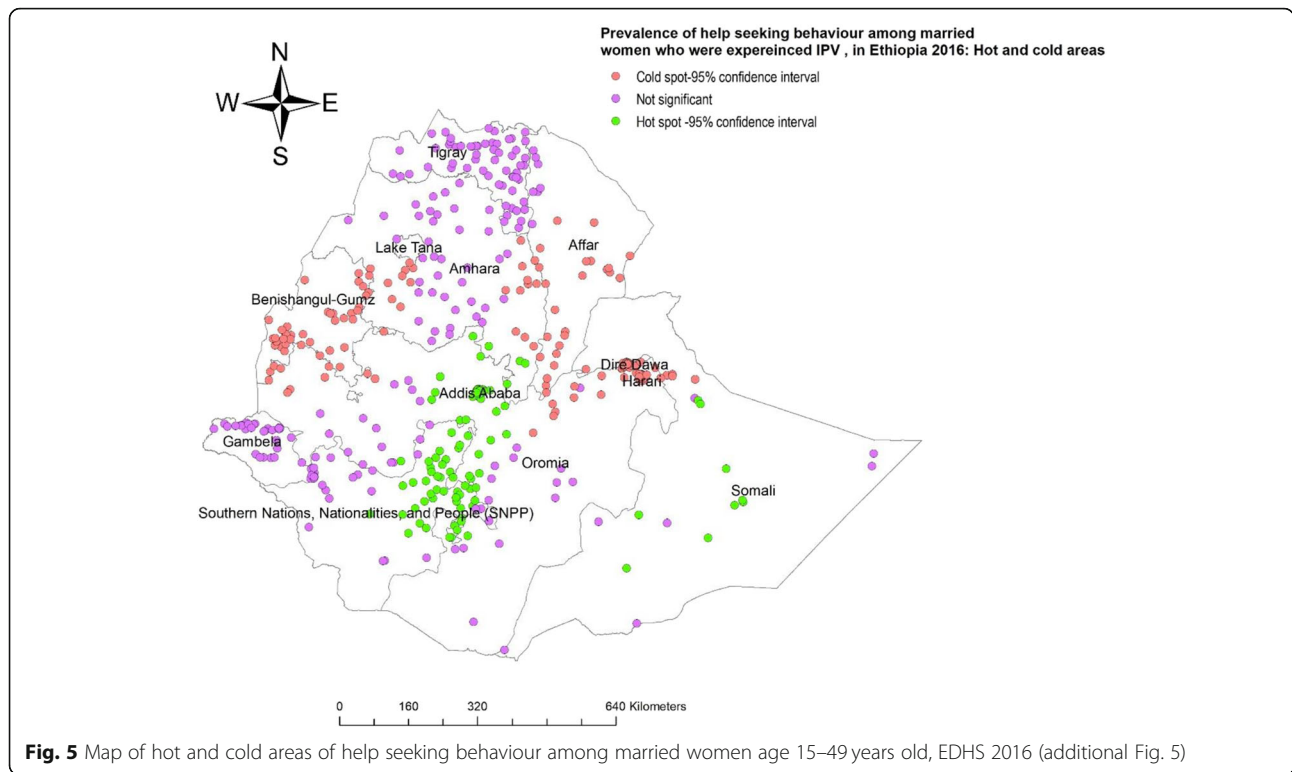 Prevalence of help seeking behaviour among married
women who were expereinced IPV , in Ethiopia 2016: Hot and cold areas
Cold spot-95% confidence interval
Not significant
Hot spot -95% confidence interval
N
W E
S
Tigray
Lake Tana
Affar
Amhara
Benishangul-Gumz
Dire Dawa
Harari
Addis Ababa
Gambela
Oromia
Somali
Southern Nations, Nationalities, and People (SNPP)
0 160 320 640 Kilometers
Fig. 5 Map of hot and cold areas of help seeking behaviour among married women age 15–49 years old, EDHS 2016 (additional Fig. 5)